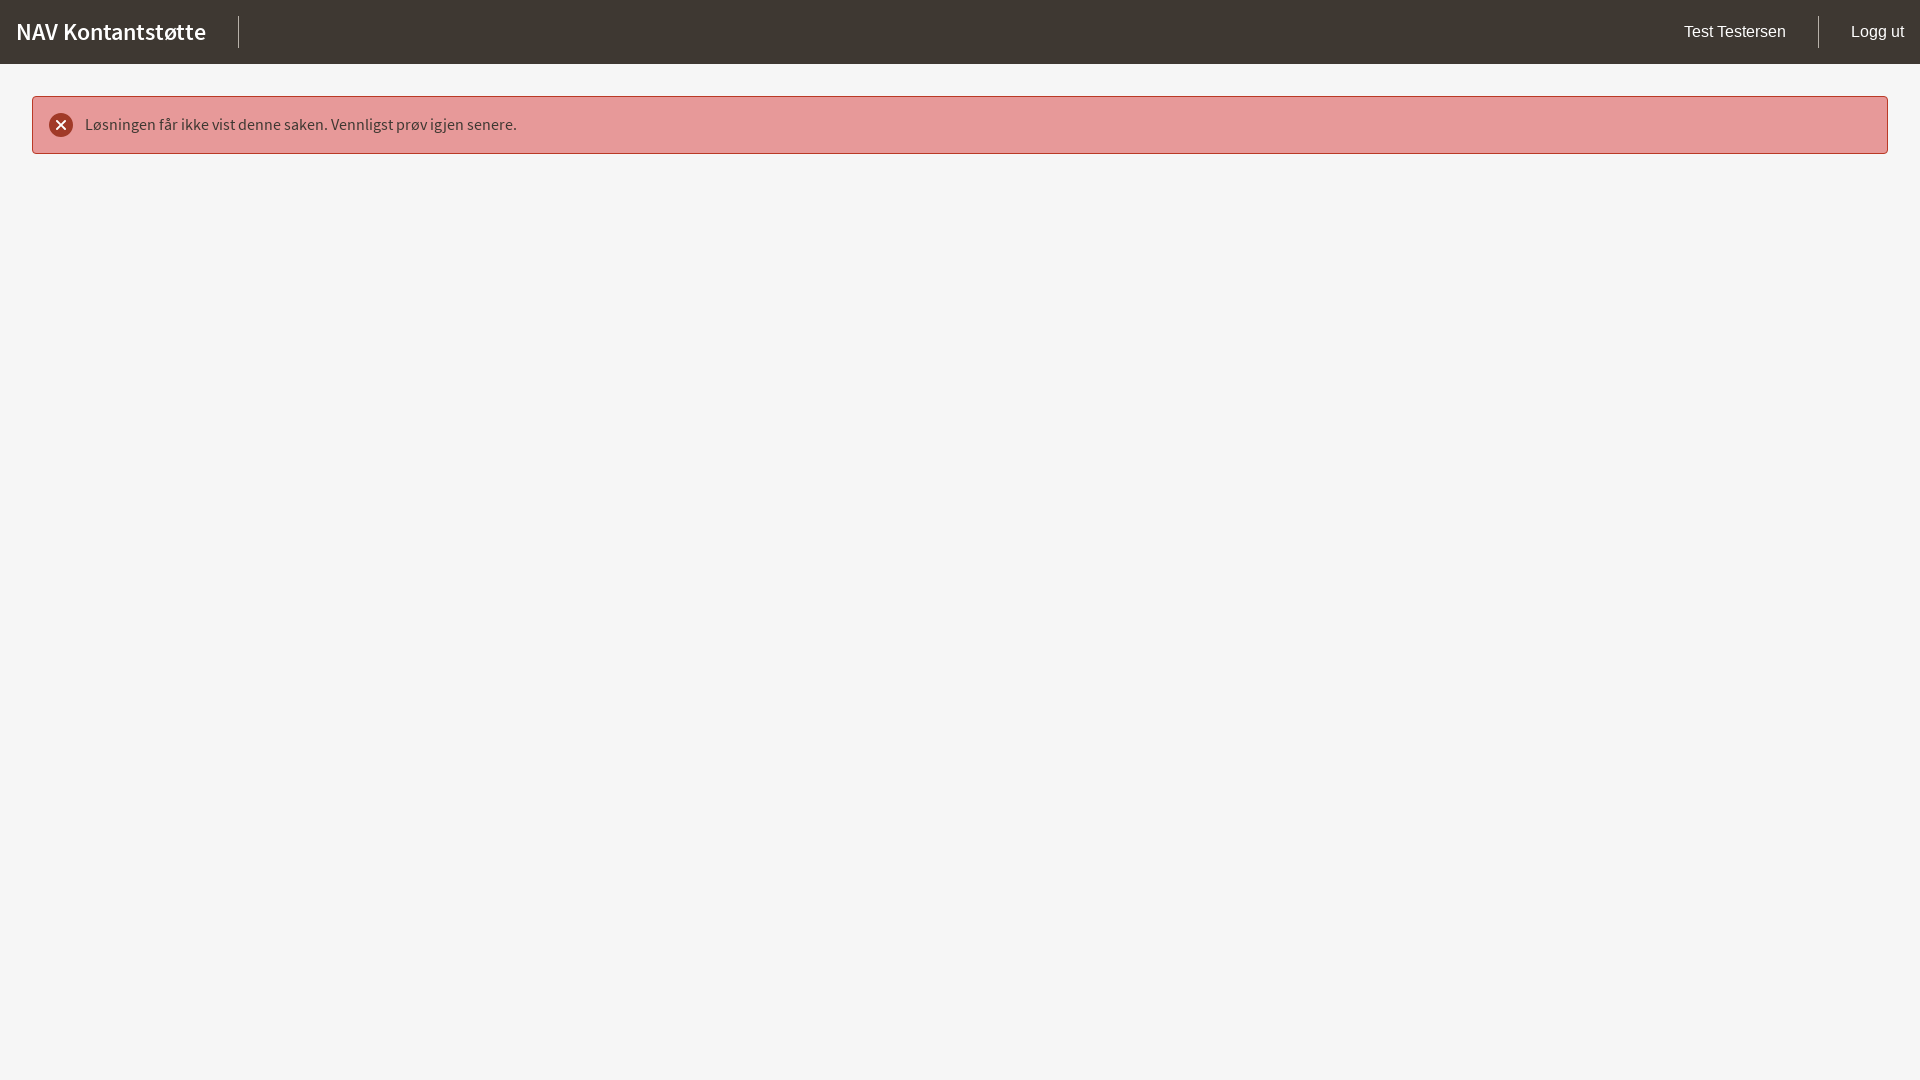 NAV Kontantstøtte
Test Testersen
Logg ut
Løsningen får ikke vist denne saken. Vennligst prøv igjen senere.